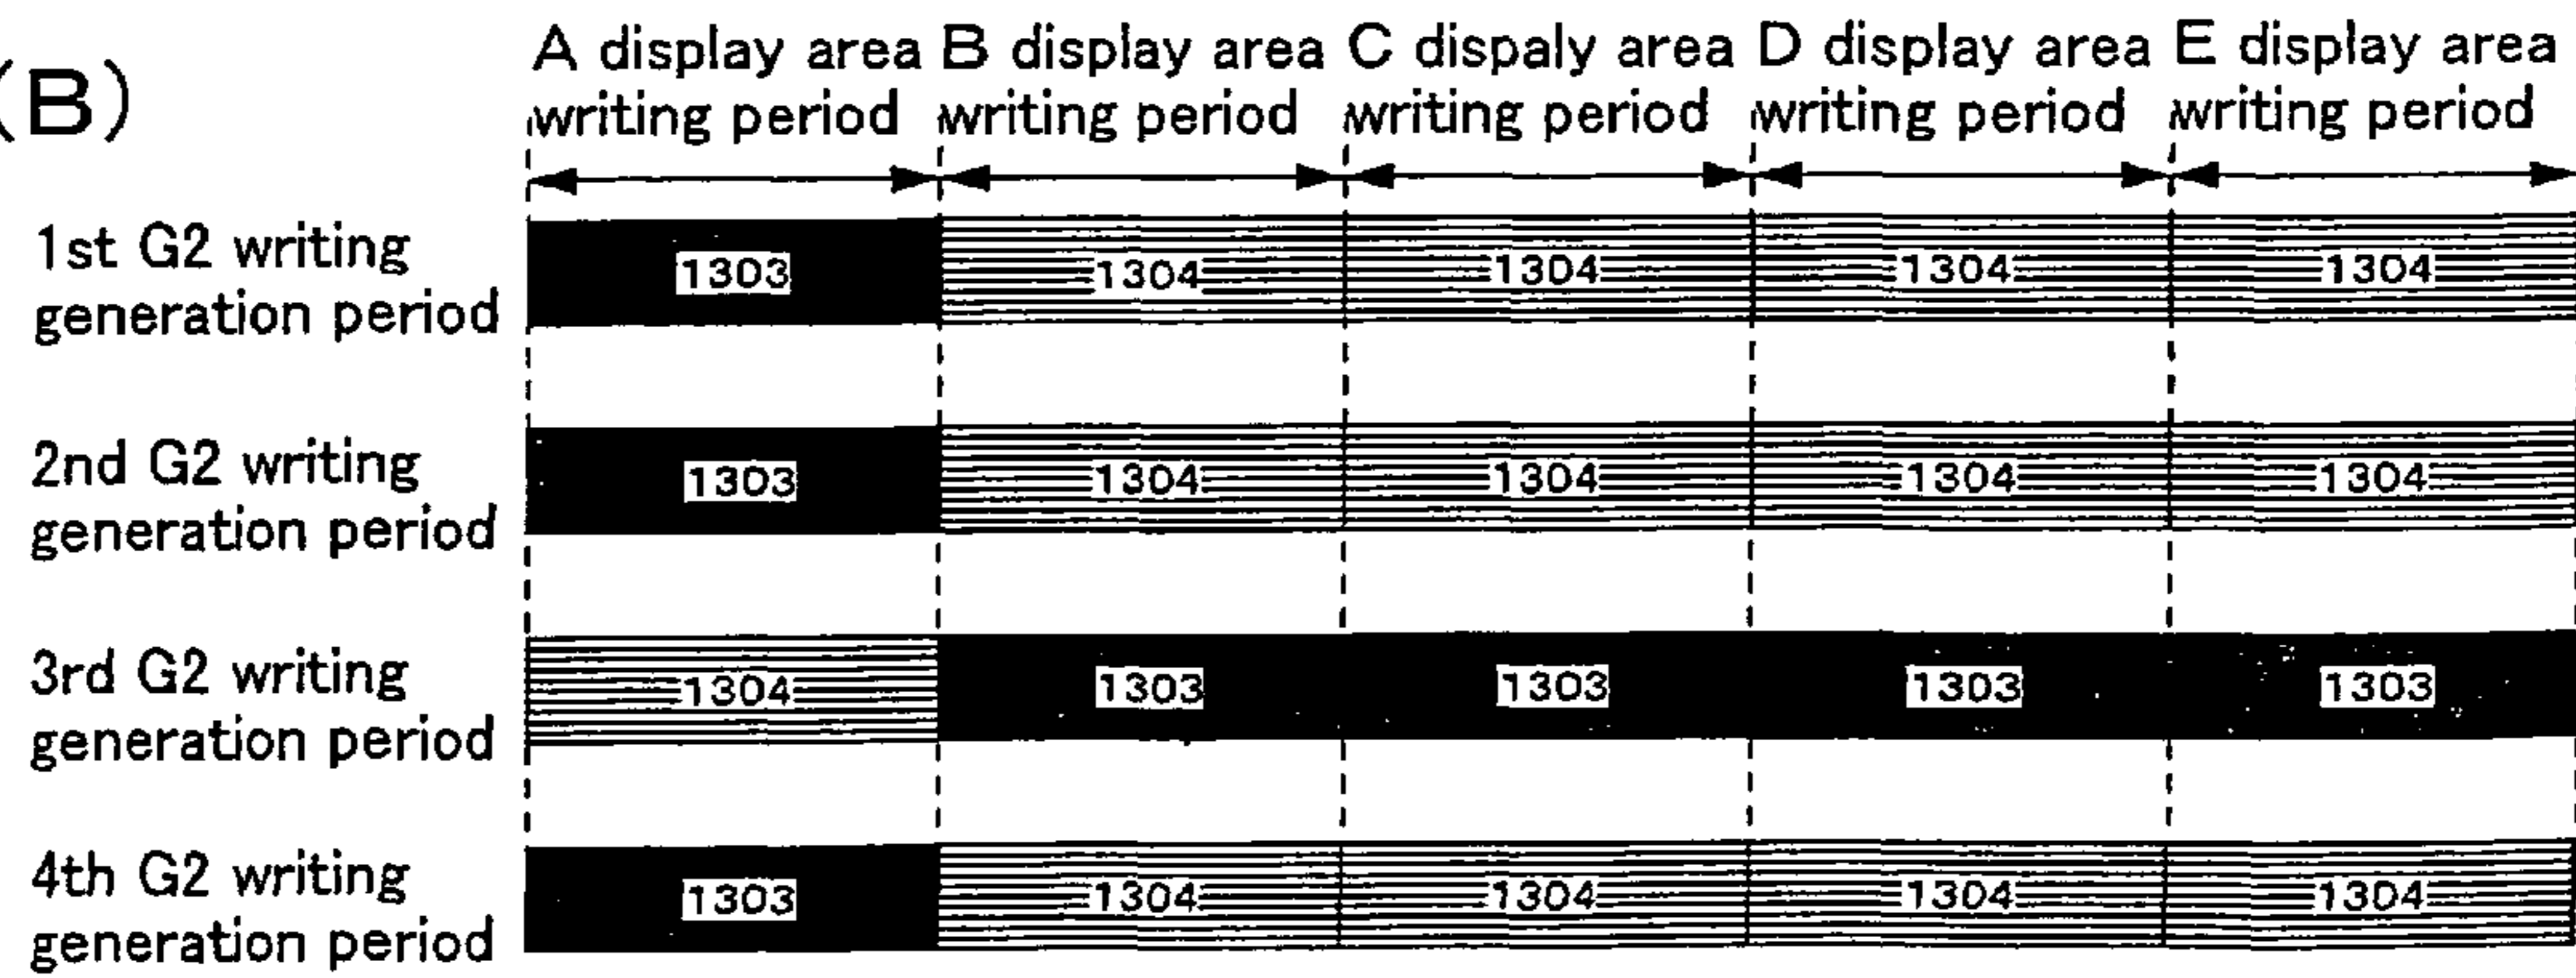 (B)
A display area B display area C dispaly area D display area E display area
writing period writing period writing period writing period writing period
1st G2 writing
generation period
1303 1304 1304 1304 1304
2nd G2 writing
generation period
1303 1304 1304 1304 1304
3rd G2 writing
generation period
1304 1303 1303 1303 1303
4th G2 writing
generation period
1303 1304 1304 1304 1304